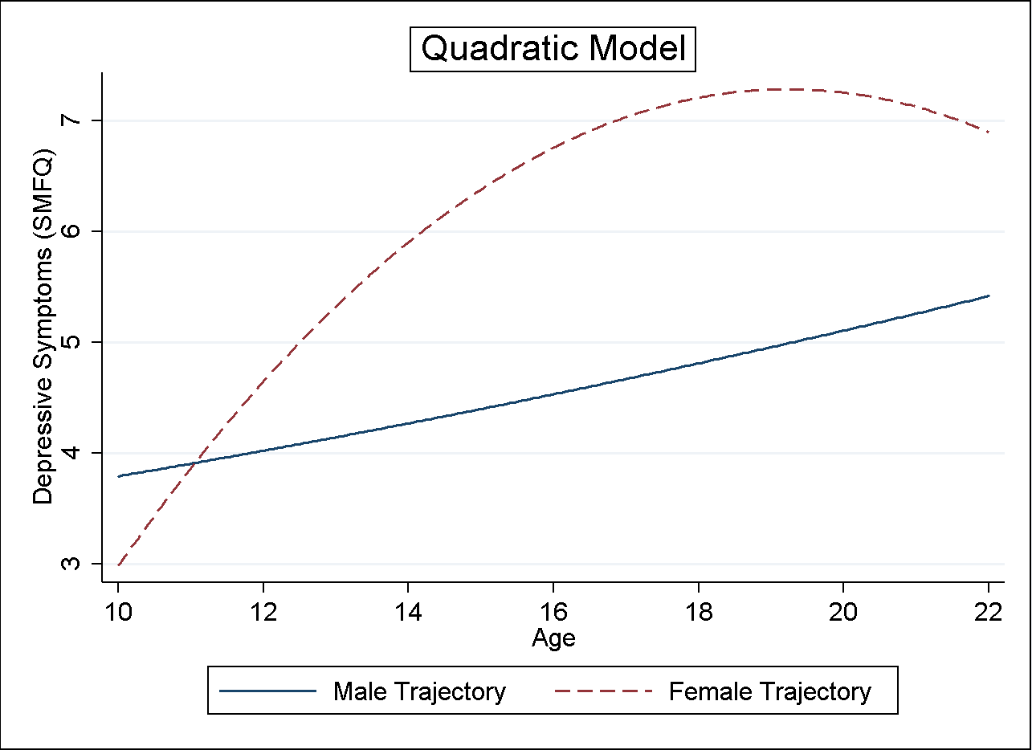 Quadratic Model
Depressive Symptoms (SMFQ)
7
6
5
4
3
10 12 14 16 18 20 22
Age
Male Trajectory Female Trajectory